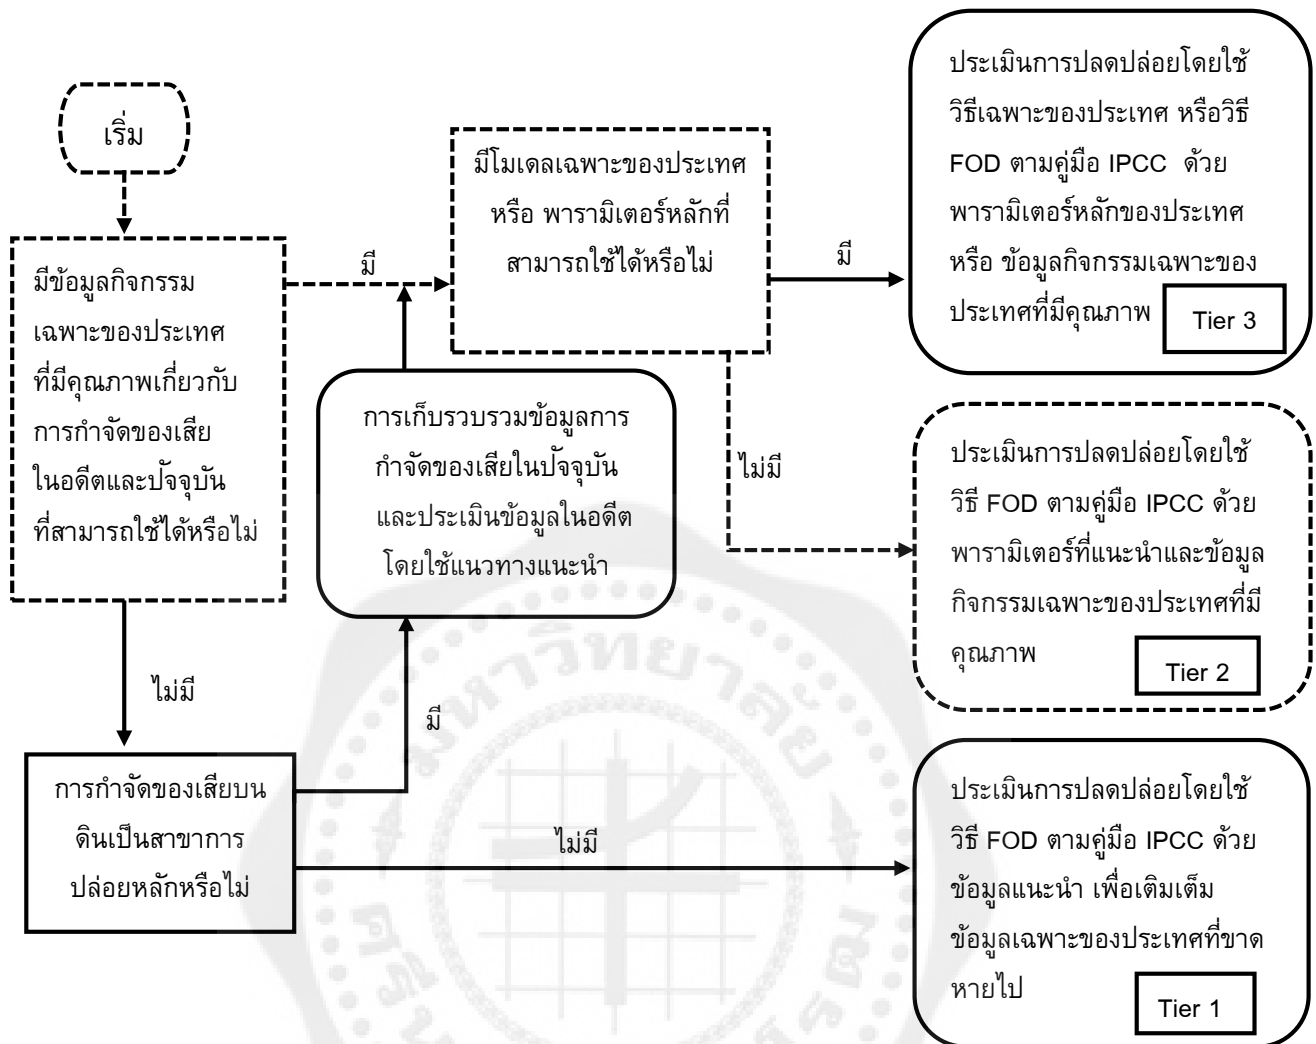 เริ่ม
มีข้อมูลกิจกรรม
เฉพาะของประเทศ
ที่มีคุณภาพเกี่ยวกับ
การกำจัดของเสีย
ในอดีตและปัจจุบัน
ที่สามารถใช้ได้หรือไม่
มี
มีโมเดลเฉพาะของประเทศ
หรือ พารามิเตอร์หลักที่
สามารถใช้ได้หรือไม่
มี
ประเมินการปลดปล่อยโดยใช้
วิธีเฉพาะของประเทศ หรือวิธี
FOD ตามคู่มือ IPCC ด้วย
พารามิเตอร์หลักของประเทศ
หรือ ข้อมูลกิจกรรมเฉพาะของ
ประเทศที่มีคุณภาพ
Tier 3
การเก็บรวบรวมข้อมูลการ
กำจัดของเสียในปัจจุบัน
และประเมินข้อมูลในอดีต
โดยใช้แนวทางแนะนำ
ไม่มี
ประเมินการปลดปล่อยโดยใช้
วิธี FOD ตามคู่มือ IPCC ด้วย
พารามิเตอร์ที่แนะนำและข้อมูล
กิจกรรมเฉพาะของประเทศที่มี
คุณภาพ
Tier 2
ไม่มี
มี
การกำจัดของเสียบน
ดินเป็นสาขาการ
ปล่อยหลักหรือไม่
ไม่มี
ประเมินการปลดปล่อยโดยใช้
วิธี FOD ตามคู่มือ IPCC ด้วย
ข้อมูลแนะนำ เพื่อเติมเต็ม
ข้อมูลเฉพาะของประเทศที่ขาด
หายไป
Tier 1